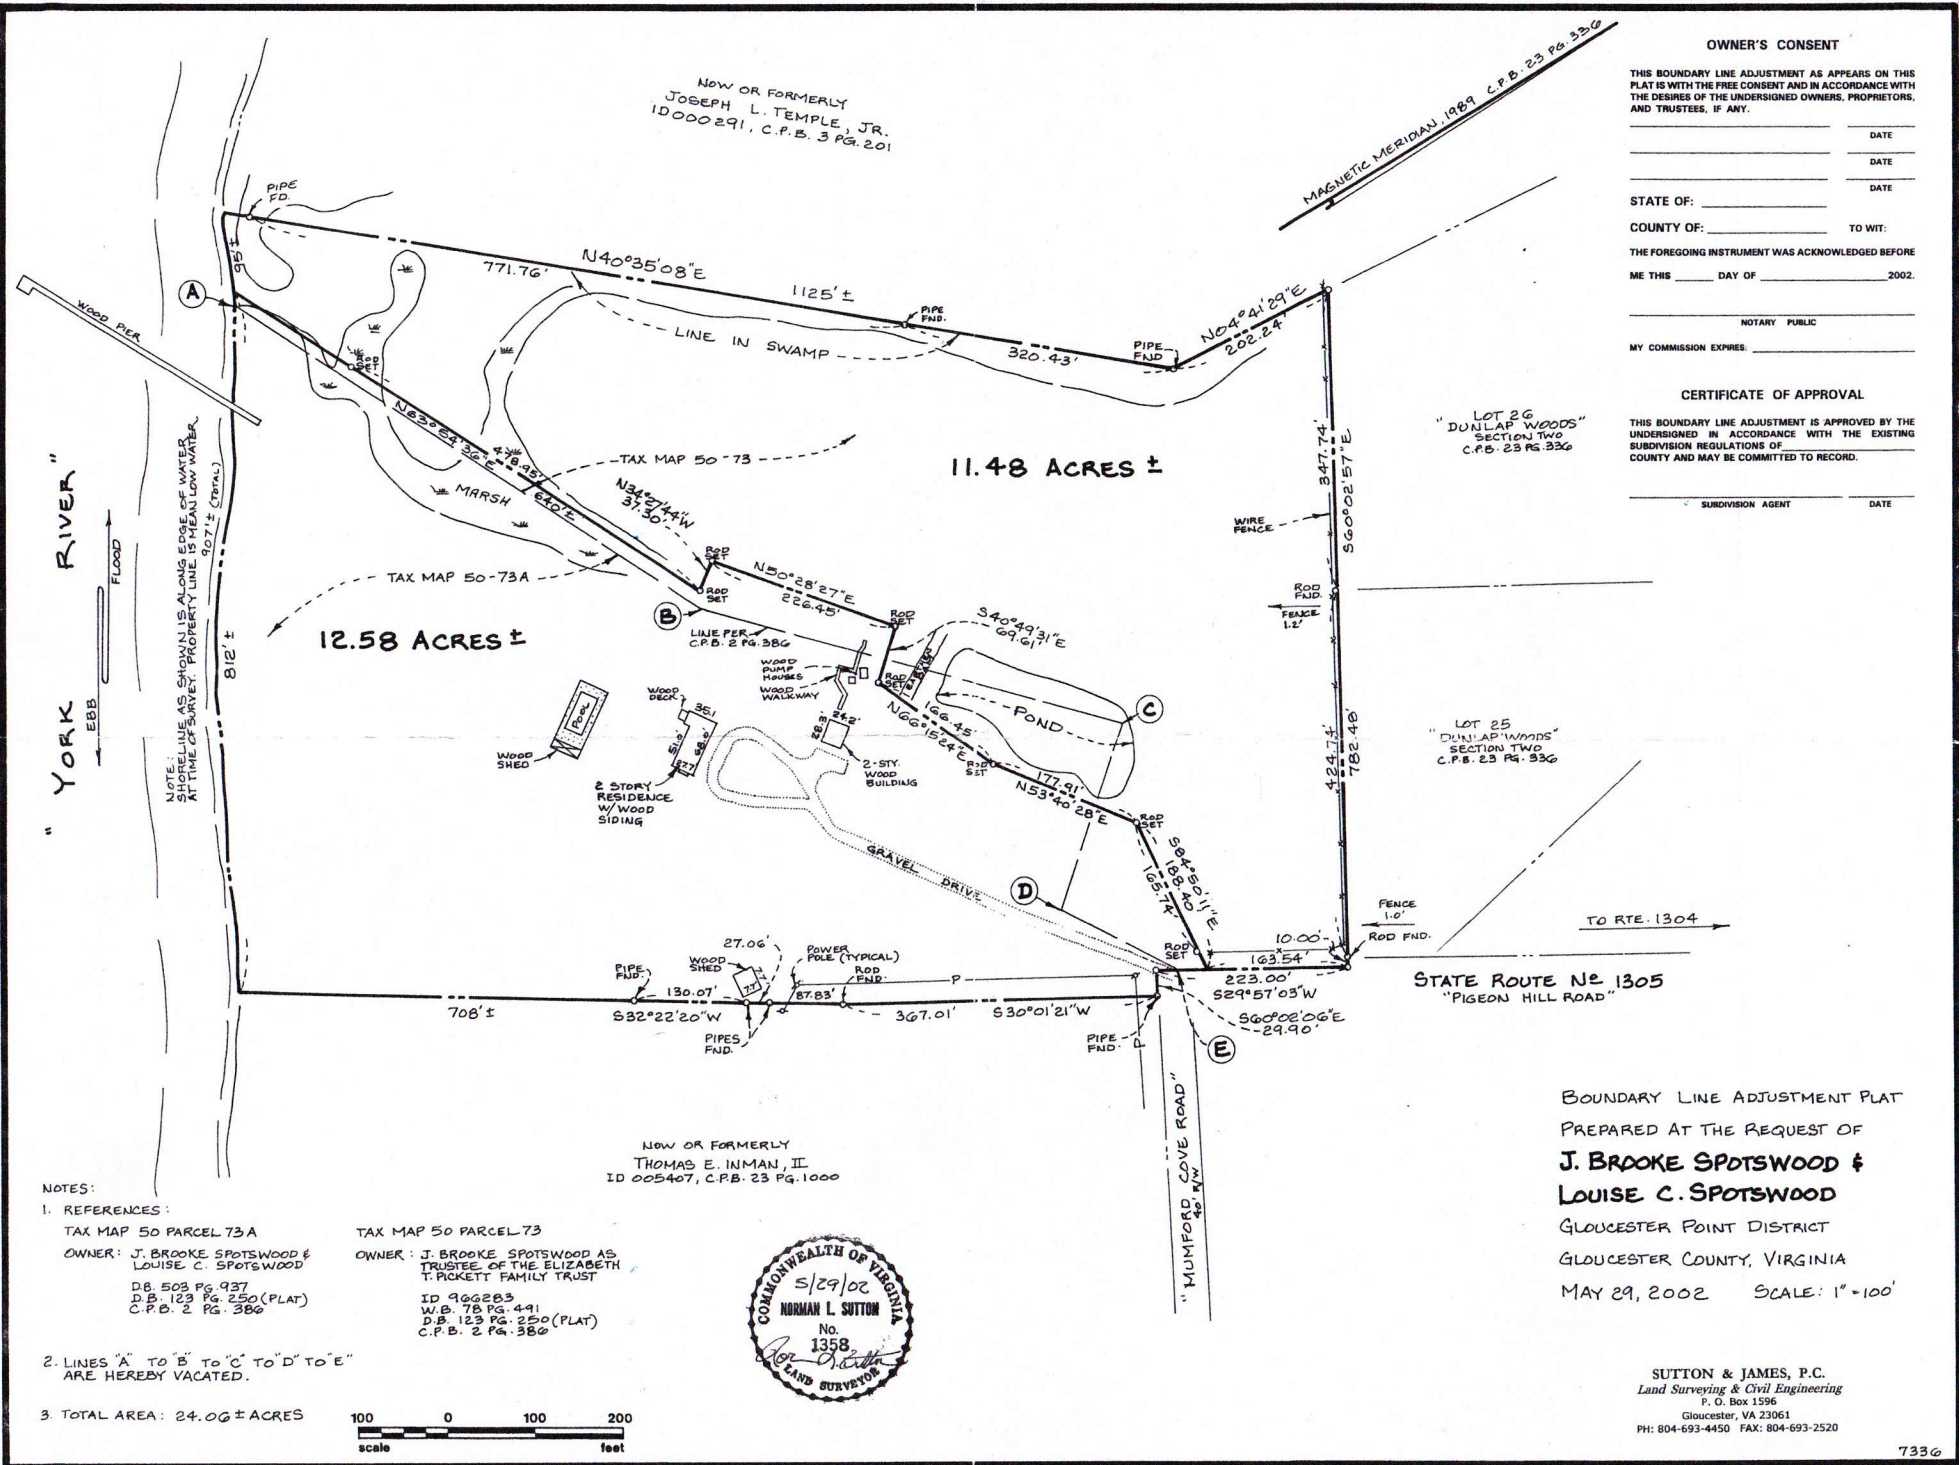 NOW OR FORMERLY
JOSEPH L. TEMPLE, JR.
ID000291, C.P.B. 3 PG. 201
MAGNETIC MERIDIAN, 1989 C.P.B. 23 PG. 336
OWNER'S CONSENT
THIS BOUNDARY LINE ADJUSTMENT AS APPEARS ON THIS
PLAT IS WITH THE FREE CONSENT AND IN ACCORDANCE WITH
THE DESIRES OF THE UNDERSIGNED OWNERS, PROPRIETORS,
AND TRUSTEES, IF ANY.
DATE
DATE
DATE
STATE OF:
COUNTY OF: TO WIT:
THE FOREGOING INSTRUMENT WAS ACKNOWLEDGED BEFORE
ME THIS DAY OF 2002.
NOTARY PUBLIC
MY COMMISSION EXPIRES:
CERTIFICATE OF APPROVAL
THIS BOUNDARY LINE ADJUSTMENT IS APPROVED BY THE
UNDERSIGNED IN ACCORDANCE WITH THE EXISTING
SUBDIVISION REGULATIONS OF
COUNTY AND MAY BE COMMITTED TO RECORD.
SUBDIVISION AGENT DATE
PIPE
FD.
95'±
A
WOOD PIER
N40°35'08"E
771.76'
1125'±
LINE IN SWAMP
PIPE
FND.
320.43'
PIPE
FND
N04°41'29"E
202.24'
ROD
SET
N63°54'36"E
478.95'
640'±
MARSH
TAX MAP 50-73
11.48 ACRES ±
N34°27'44"W
37.30'
347.74'
S60°02'57"E
WIRE
FENCE
LOT 26
"DUNLAP WOODS"
SECTION TWO
C.P.B. 23 PG. 336
"YORK RIVER"
FLOOD
EBB
NOTE:
SHORELINE AS SHOWN IS ALONG EDGE OF WATER
AT TIME OF SURVEY. PROPERTY LINE IS MEAN LOW WATER.
907'± (TOTAL)
812'±
TAX MAP 50-73A
12.58 ACRES ±
ROD
SET
ROD
SET
B
N50°28'27"E
226.45'
LINE PER
C.P.B. 2 PG. 386
ROD
SET
S40°49'31"E
69.61'
EARTHEN
DAM
ROD
FND.
FENCE
1.2'
WOOD
PUMP
HOUSES
WOOD
WALKWAY
ROD
SET
POND
C
166.45'
N66°15'24"E
WOOD
DECK
35.1
51.0'
68.0'
27.7
POOL
WOOD
SHED
28.3'
24.2'
2-STY.
WOOD
BUILDING
2 STORY
RESIDENCE
W/WOOD
SIDING
ROD
SET
177.91'
N53°40'28"E
424.74'
782.48'
LOT 25
"DUNLAP WOODS"
SECTION TWO
C.P.B. 23 PG. 336
ROD
SET
S84°50'11"E
188.40'
165.74'
GRAVEL DRIVE
D
FENCE
1.0'
ROD FND.
TO RTE. 1304
ROD
SET
10.00'
163.54'
223.00'
S29°57'03"W
STATE ROUTE No 1305
"PIGEON HILL ROAD"
27.06'
WOOD
SHED
7.7'
7.7'
POWER
POLE (TYPICAL)
ROD
FND.
P
PIPE
FND.
130.07'
87.83'
708'±
S32°22'20"W
367.01'
S30°01'21"W
PIPES
FND.
PIPE
FND.
P
S60°02'06"E
29.90'
E
"MUMFORD COVE ROAD"
40' R/W
NOW OR FORMERLY
THOMAS E. INMAN, II
ID 005407, C.P.B. 23 PG. 1000
BOUNDARY LINE ADJUSTMENT PLAT
PREPARED AT THE REQUEST OF
J. BROOKE SPOTSWOOD &
LOUISE C. SPOTSWOOD
GLOUCESTER POINT DISTRICT
GLOUCESTER COUNTY, VIRGINIA
MAY 29, 2002 SCALE: 1"=100'
NOTES:
1. REFERENCES:
TAX MAP 50 PARCEL 73A
OWNER: J. BROOKE SPOTSWOOD &
LOUISE C. SPOTSWOOD
D.B. 503 PG. 937
D.B. 123 PG. 250 (PLAT)
C.P.B. 2 PG. 386
TAX MAP 50 PARCEL 73
OWNER: J. BROOKE SPOTSWOOD AS
TRUSTEE OF THE ELIZABETH
T. PICKETT FAMILY TRUST
ID 966283
W.B. 78 PG. 491
D.B. 123 PG. 250 (PLAT)
C.P.B. 2 PG. 386
2. LINES "A" TO "B" TO "C" TO "D" TO "E"
ARE HEREBY VACATED.
3. TOTAL AREA: 24.06± ACRES
100 0 100 200
scale feet
COMMONWEALTH OF VIRGINIA
5/29/02
NORMAN L. SUTTON
No.
1358
LAND SURVEYOR
SUTTON & JAMES, P.C.
Land Surveying & Civil Engineering
P. O. Box 1596
Gloucester, VA 23061
PH: 804-693-4450 FAX: 804-693-2520
7336